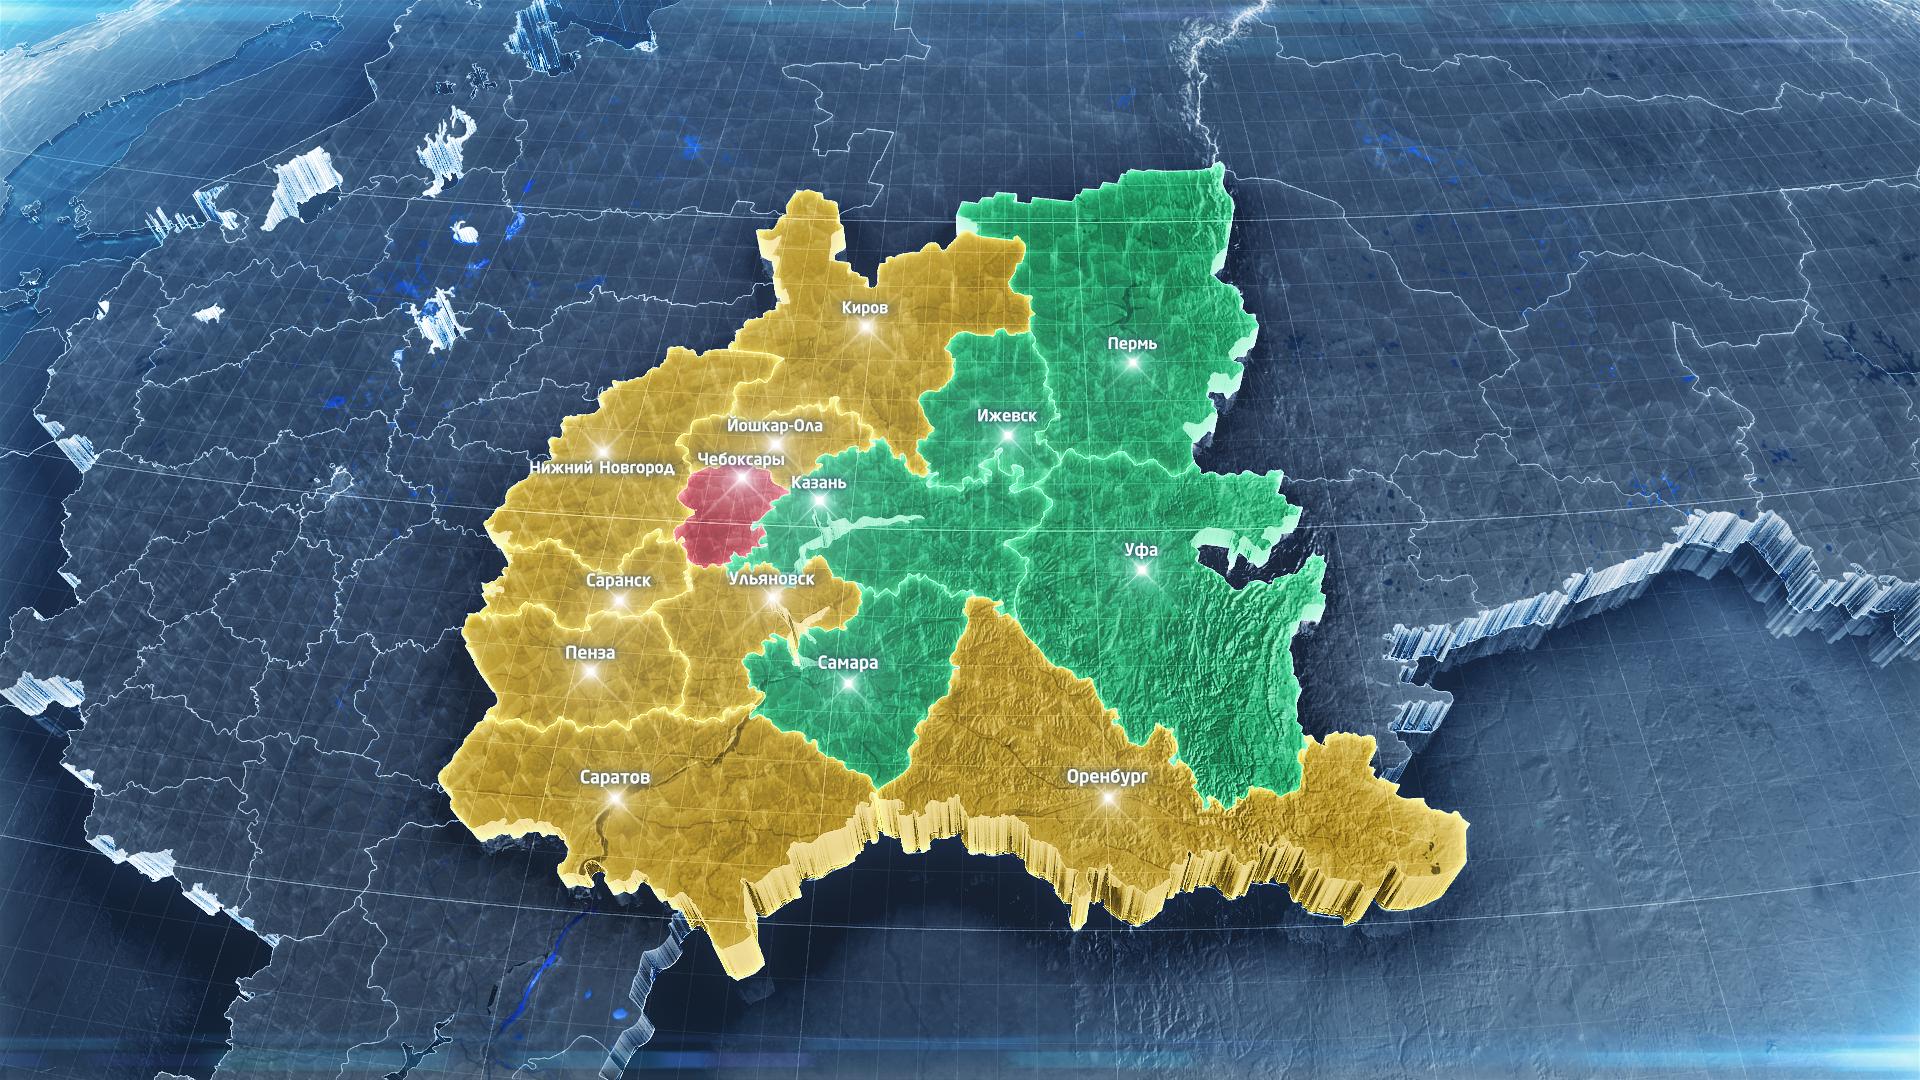 Киров
Пермь
Ижевск
Йошкар-Ола
Нижний Новгород
Чебоксары
Казань
Уфа
Саранск
Ульяновск
Пенза
Самара
Саратов
Оренбург